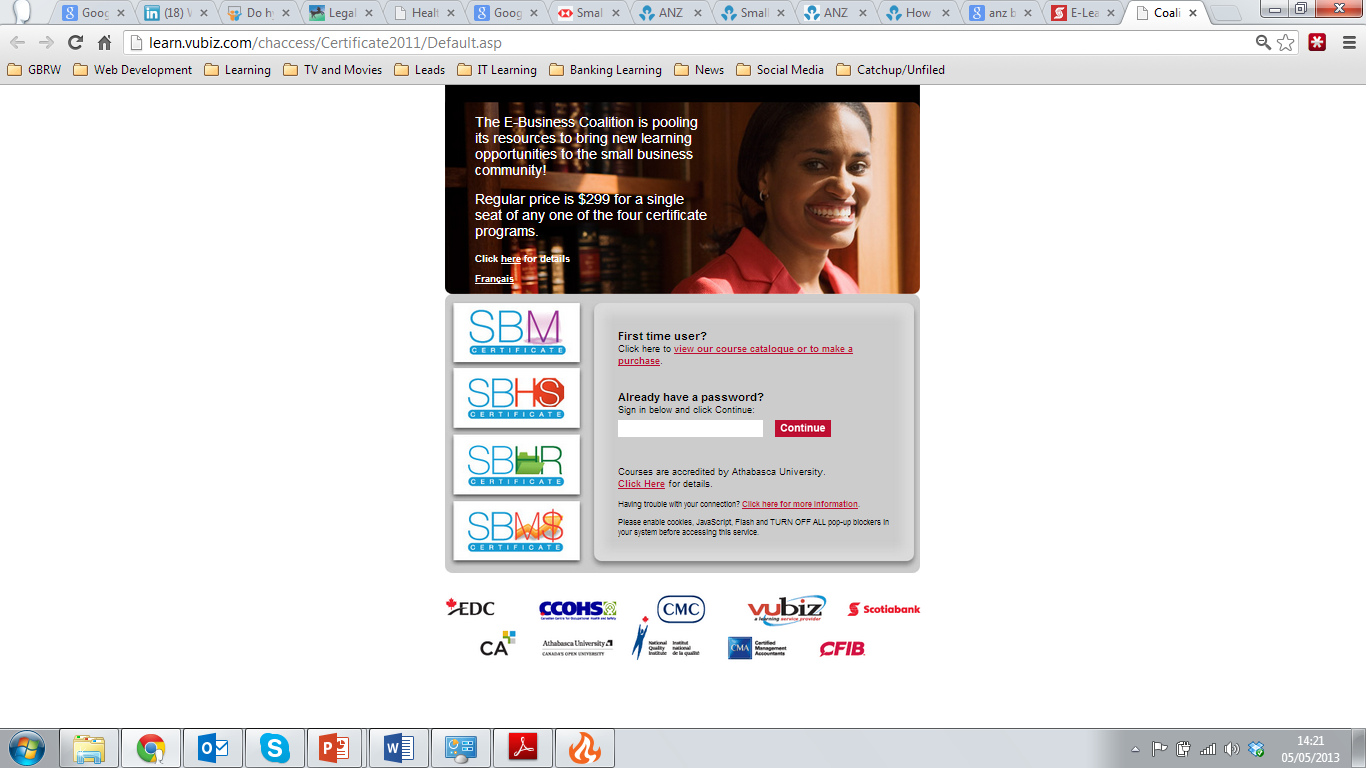 Goog
(18) W
Do hy
Legal
Healt
Goog
Smal
ANZ
Small
ANZ
How
anz b
E-Lea
Coali
learn.vubiz.com/chaccess/Certificate2011/Default.asp
GBRW
Web Development
Learning
TV and Movies
Leads
IT Learning
Banking Learning
News
Social Media
Catchup/Unfiled
The E-Business Coalition is pooling
its resources to bring new learning
opportunities to the small business
community!
Regular price is $299 for a single
seat of any one of the four certificate
programs.
Click here for details
Français
SBM
CERTIFICATE
SBHS
CERTIFICATE
SBHR
CERTIFICATE
SBM$
CERTIFICATE
First time user?
Click here to view our course catalogue or to make a
purchase.
Already have a password?
Sign in below and click Continue:
Continue
Courses are accredited by Athabasca University.
Click Here for details.
Having trouble with your connection? Click here for more information.
Please enable cookies, JavaScript, Flash and TURN OFF ALL pop-up blockers in
your system before accessing this service.
EDC
CCOHS
Canadian Centre for Occupational Health and Safety
CMC
vubiz
a learning service provider
Scotiabank
CA
Athabasca University
CANADA'S OPEN UNIVERSITY
National
Quality
Institute
Institut
national
de la qualité
CMA
Certified
Management
Accountants
CFIB
14:21
05/05/2013